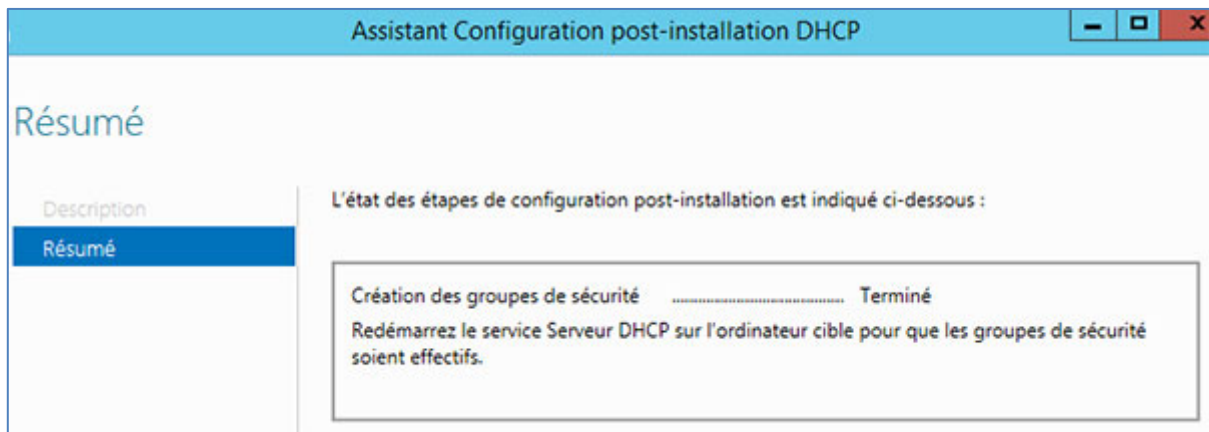 Assistant Configuration post-installation DHCP
Résumé
Description
Résumé
L'état des étapes de configuration post-installation est indiqué ci-dessous :
Création des groupes de sécurité ........................................... Terminé
Redémarrez le service Serveur DHCP sur l'ordinateur cible pour que les groupes de sécurité
soient effectifs.